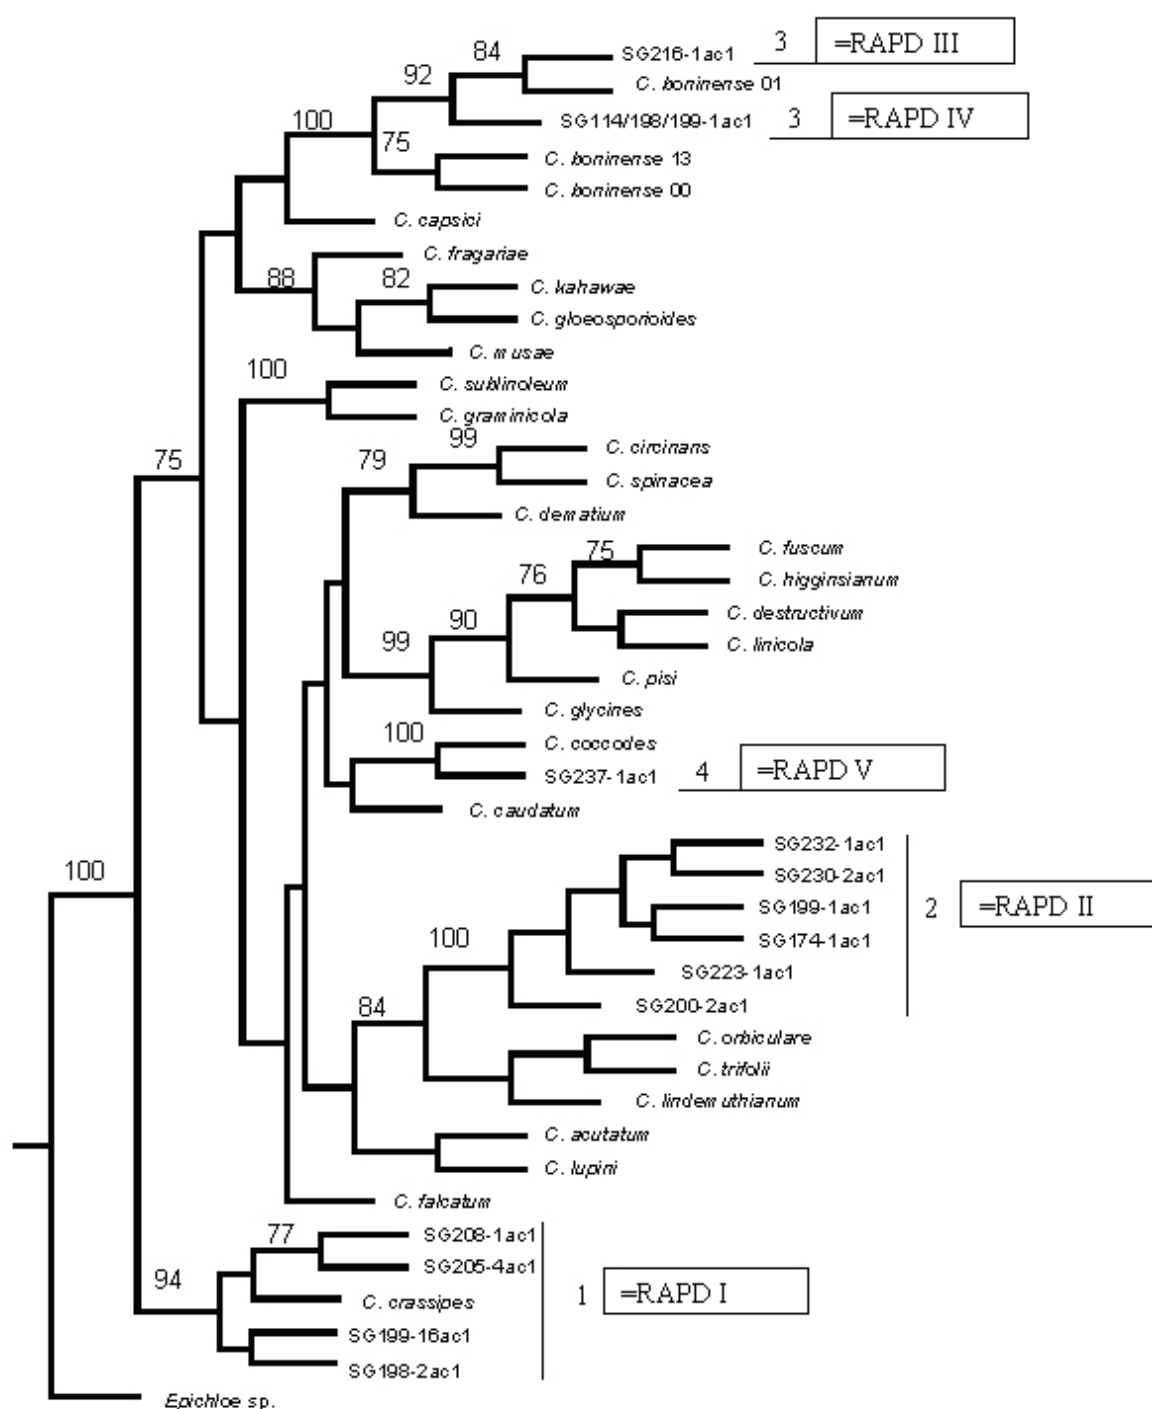 84
SG216-1ac1 3 =RAPD III
92
C. boninense 01
100
SG114/198/199-1ac1 3 =RAPD IV
75
C. boninense 13
C. boninense 00
C. capsici
C. fragariae
88
82
C. kahawae
C. gloeosporioides
C. musae
100
C. sublinoleum
C. graminicola
99
C. circinans
75
79
C. spinacea
C. dematium
75
C. fuscum
76
C. higginsianum
90
C. destructivum
99
C. linicola
C. pisi
C. glycines
100
C. coccodes
SG237-1ac1 4 =RAPD V
C. caudatum
100
SG232-1ac1
SG230-2ac1
SG199-1ac1 2 =RAPD II
100
SG174-1ac1
SG223-1ac1
84
SG200-2ac1
C. orbiculare
C. trifolii
C. lindemuthianum
C. acutatum
C. lupini
C. falcatum
77
SG208-1ac1
94
SG205-4ac1
C. crassipes 1 =RAPD I
SG199-16ac1
SG198-2ac1
Epichloe sp.